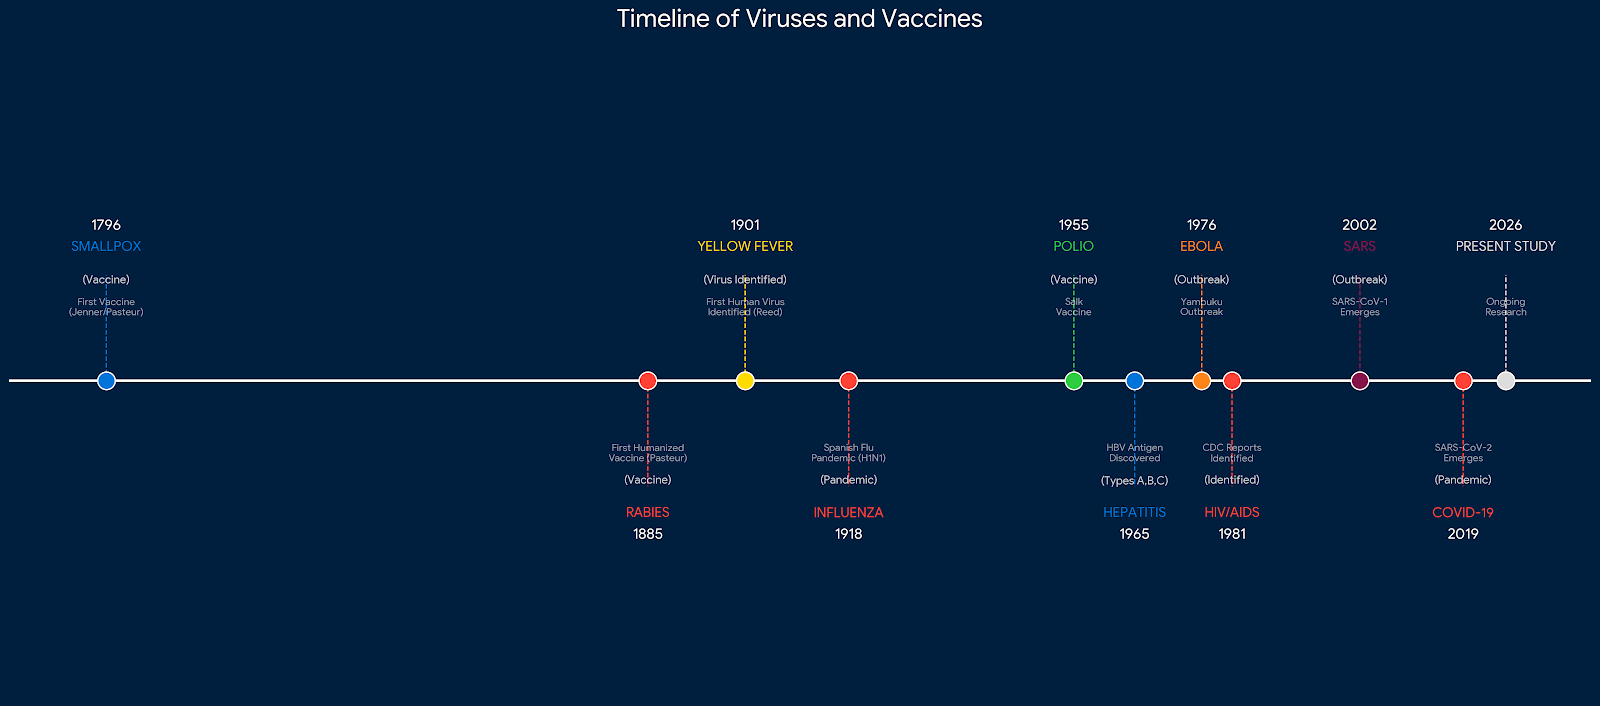 Timeline of Viruses and Vaccines
1796
SMALLPOX
(Vaccine)
First Vaccine
(Jenner/Pasteur)
1901
YELLOW FEVER
(Virus Identified)
First Human Virus
Identified (Reed)
1955
POLIO
(Vaccine)
Salk
Vaccine
1976
EBOLA
(Outbreak)
Yambuku
Outbreak
2002
SARS
(Outbreak)
SARS-CoV-1
Emerges
2026
PRESENT STUDY
Ongoing
Research
First Humanized
Vaccine (Pasteur)
(Vaccine)
RABIES
1885
Spanish Flu
Pandemic (H1N1)
(Pandemic)
INFLUENZA
1918
HBV Antigen
Discovered
(Types A,B,C)
HEPATITIS
1965
CDC Reports
Identified
(Identified)
HIV/AIDS
1981
SARS-CoV-2
Emerges
(Pandemic)
COVID-19
2019